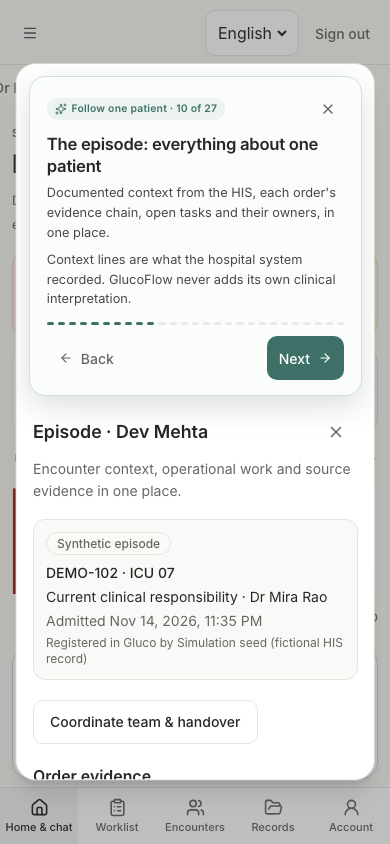 English
Sign out
Follow one patient · 10 of 27
The episode: everything about one
patient
Documented context from the HIS, each order's
evidence chain, open tasks and their owners, in
one place.
Context lines are what the hospital system
recorded. GlucoFlow never adds its own clinical
interpretation.
Back
Next
Episode · Dev Mehta
Encounter context, operational work and source
evidence in one place.
Synthetic episode
DEMO-102 · ICU 07
Current clinical responsibility · Dr Mira Rao
Admitted Nov 14, 2026, 11:35 PM
Registered in Gluco by Simulation seed (fictional HIS
record)
Coordinate team & handover
Order evidence
Home & chat
Worklist
Encounters
Records
Account